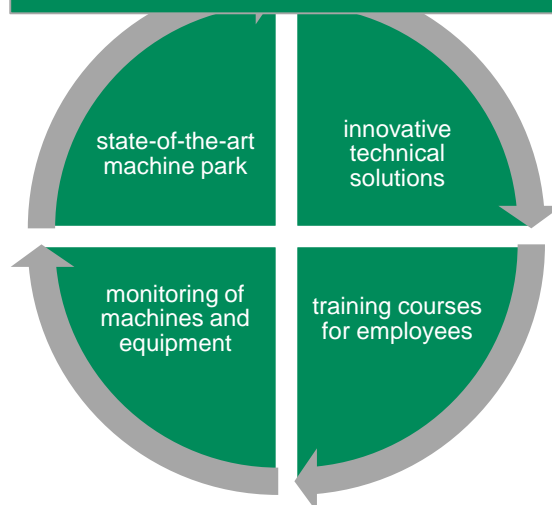 state-of-the-art
machine park
innovative
technical
solutions
monitoring of
machines and
equipment
training courses
for employees